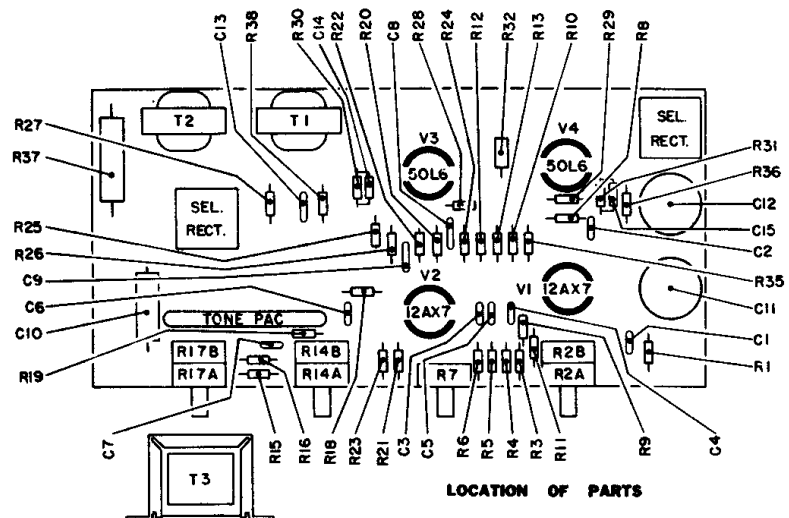 C13
R38
R30
C14
R22
R20
C8
R28
R24
R12
R32
R13
R10
R29
R8
T2
T1
V3
50L6
V4
50L6
SEL.
RECT.
R27
R37
R31
R36
C12
C15
C2
SEL.
RECT.
R25
R26
C9
C6
C10
R19
R35
C11
C1
R1
V2
12AX7
V1
12AX7
TONE PAC
R17B
R17A
R14B
R14A
R7
R2B
R2A
C7
R15
R16
R18
R23
R21
C3
C5
R6
R5
R4
R3
R11
R9
C4
T3
LOCATION OF PARTS